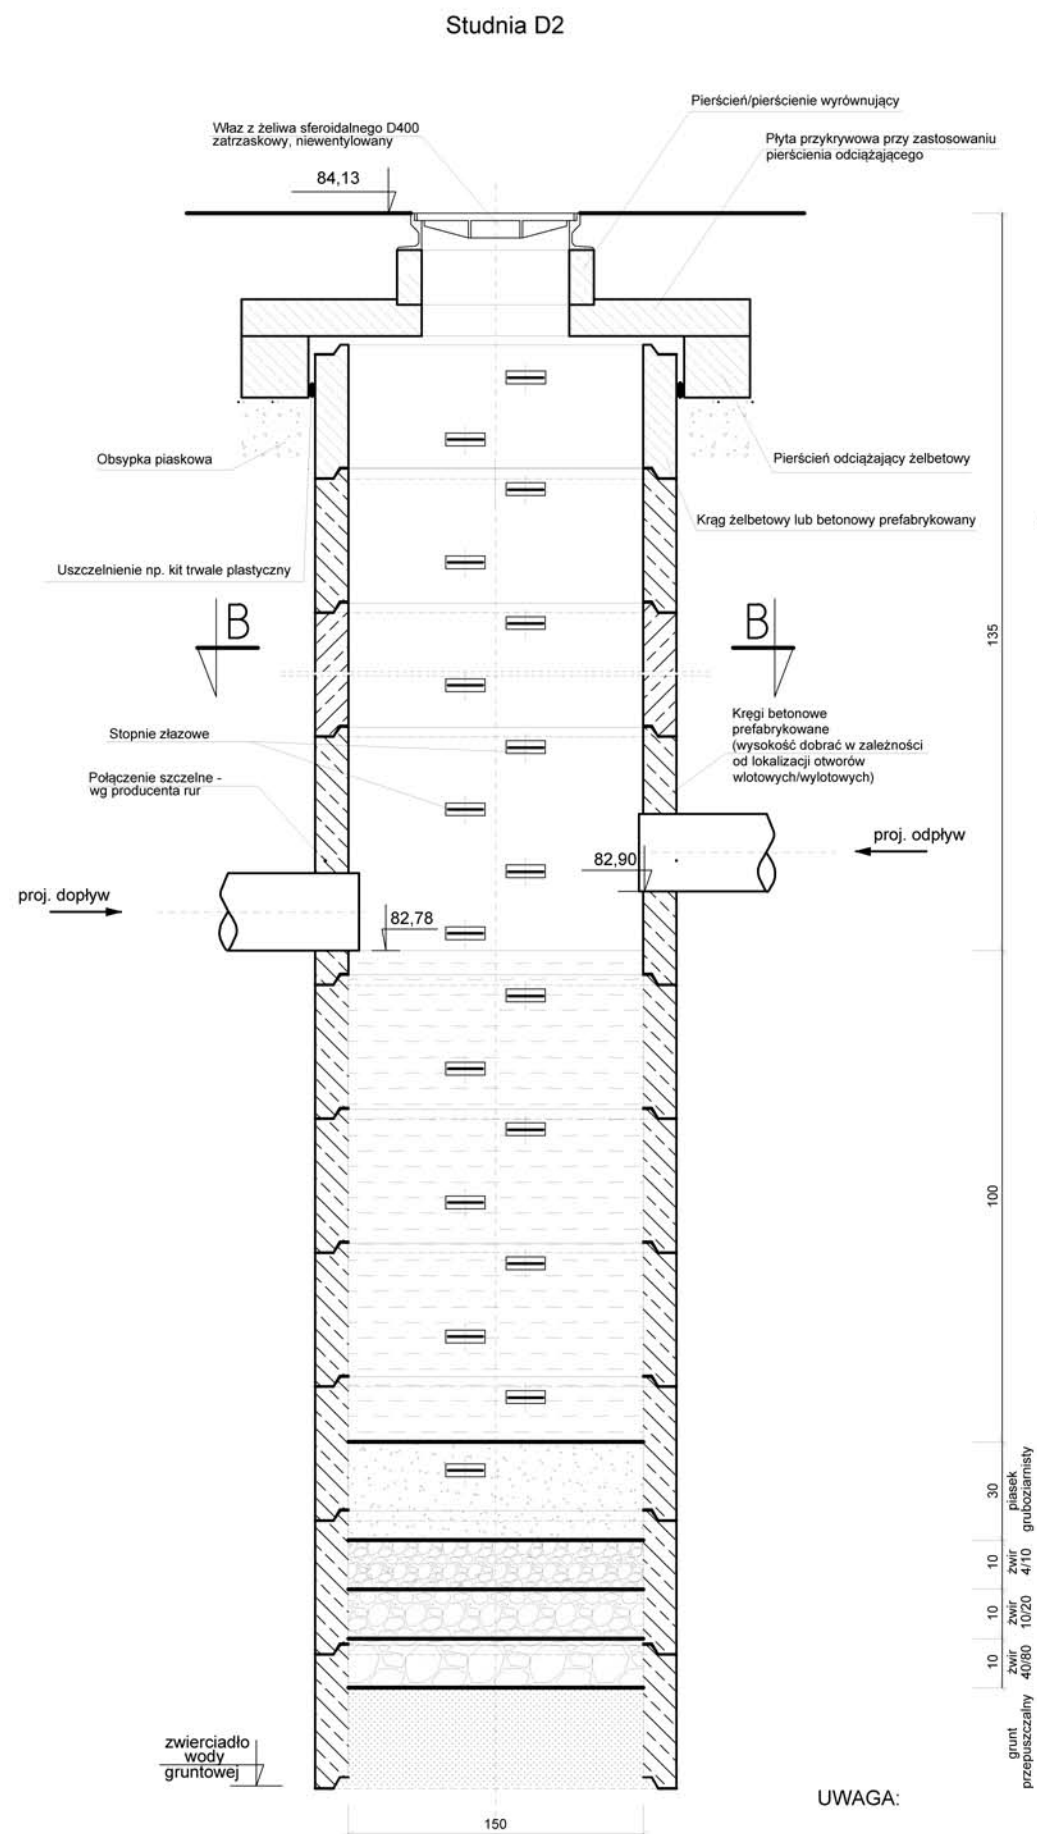 Studnia D2
Pierścień/pierścienie wyrównujący
Właz z żeliwa sferoidalnego D400
zatrzaskowy, niewentylowany
Płyta przykrywowa przy zastosowaniu
pierścienia odciążającego
84,13
Obsypka piaskowa
Pierścień odciążający żelbetowy
Krąg żelbetowy lub betonowy prefabrykowany
Uszczelnienie np. kit trwale plastyczny
B
B
135
Kręgi betonowe
prefabrykowane
(wysokość dobrać w zależności
od lokalizacji otworów
wlotowych/wylotowych)
Stopnie złazowe
Połączenie szczelne -
wg producenta rur
proj. odpływ
82,90
proj. dopływ
82,78
100
30
piasek
gruboziarnisty
10
żwir
4/10
10
żwir
10/20
10
żwir
40/80
grunt
przepuszczalny
zwierciadło
wody
gruntowej
UWAGA:
150